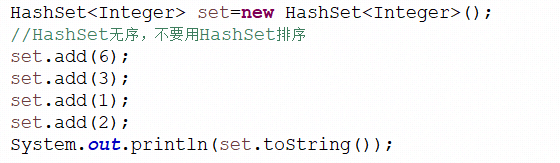 HashSet<Integer> set=new HashSet<Integer>();
//HashSet无序，不要用HashSet排序
set.add(6);
set.add(3);
set.add(1);
set.add(2);
System.out.println(set.toString());